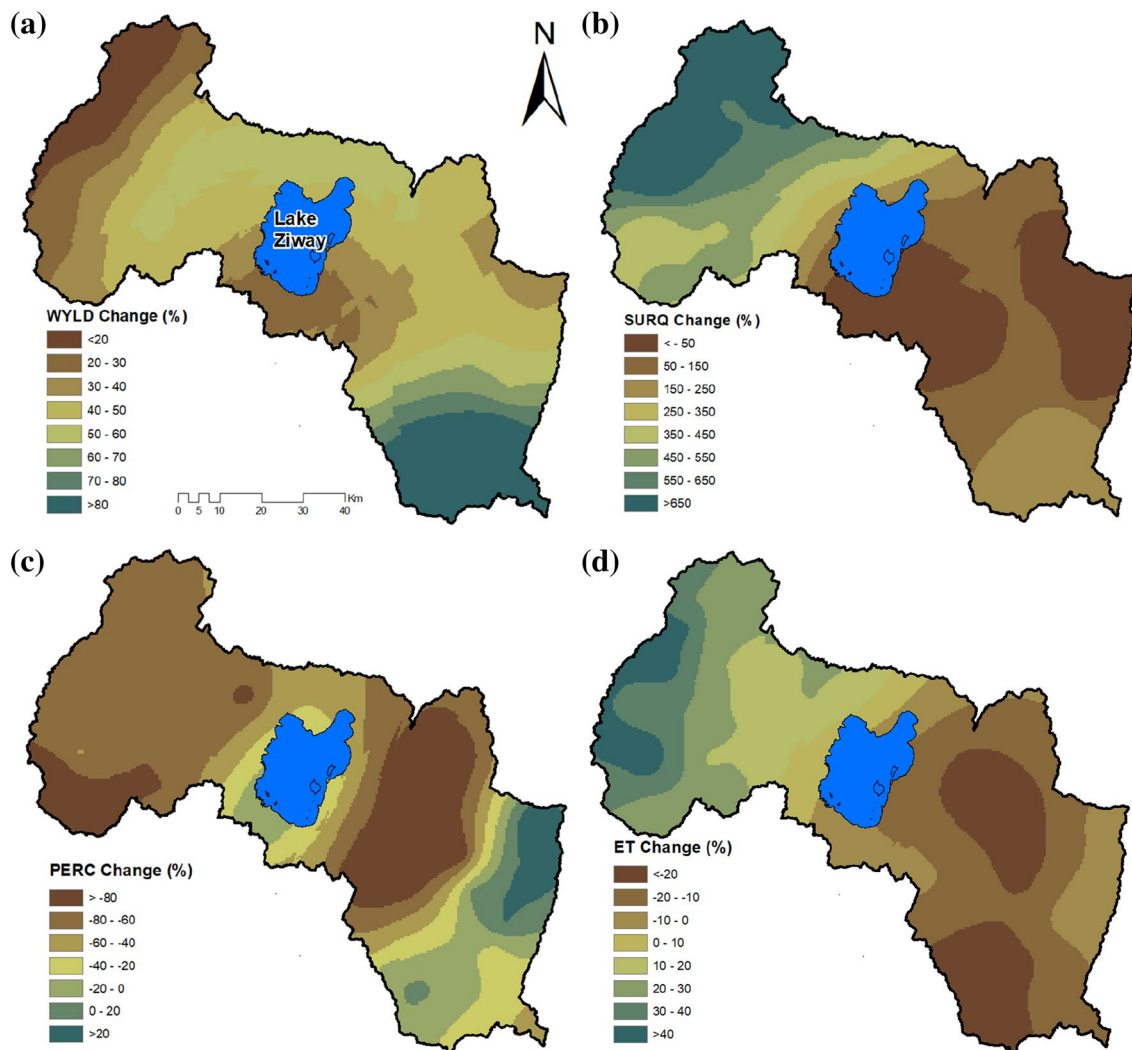 (a)
N
(b)
Lake
Ziway
WYLD Change (%)
<20
20 - 30
30 - 40
40 - 50
50 - 60
60 - 70
70 - 80
>80
Km
0 5 10 20 30 40
SURQ Change (%)
< - 50
50 - 150
150 - 250
250 - 350
350 - 450
450 - 550
550 - 650
>650
(c)
(d)
PERC Change (%)
> -80
-80 - -60
-60 - -40
-40 - -20
-20 - 0
0 - 20
>20
ET Change (%)
<-20
-20 - -10
-10 - 0
0 - 10
10 - 20
20 - 30
30 - 40
>40